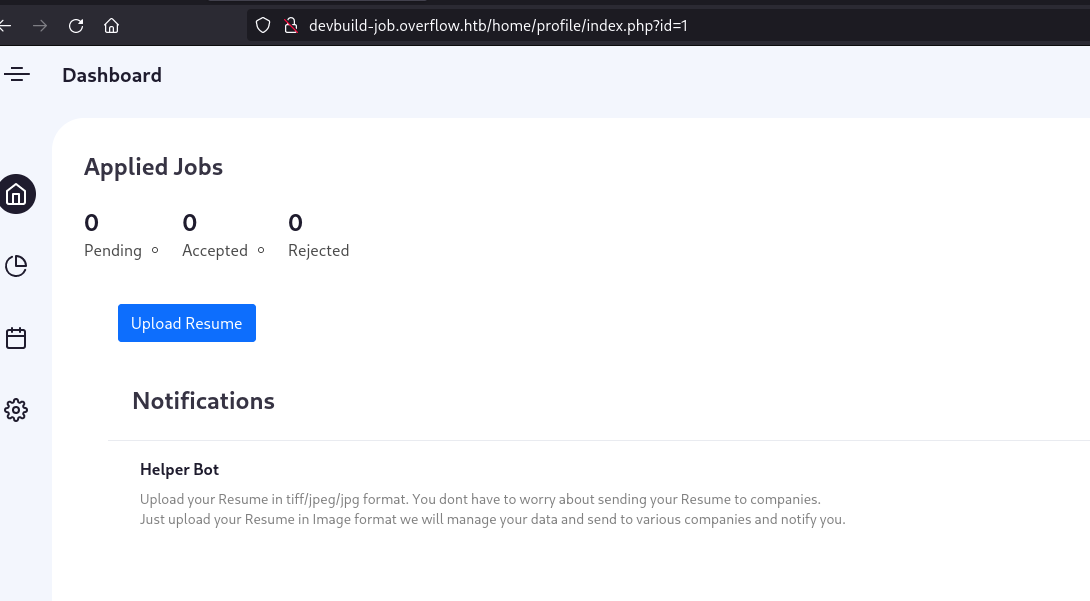 devbuild-job.overflow.htb/home/profile/index.php?id=1
Dashboard
Applied Jobs
0 0 0
Pending Accepted Rejected
Upload Resume
Notifications
Helper Bot
Upload your Resume in tiff/jpeg/jpg format. You dont have to worry about sending your Resume to companies.
Just upload your Resume in Image format we will manage your data and send to various companies and notify you.